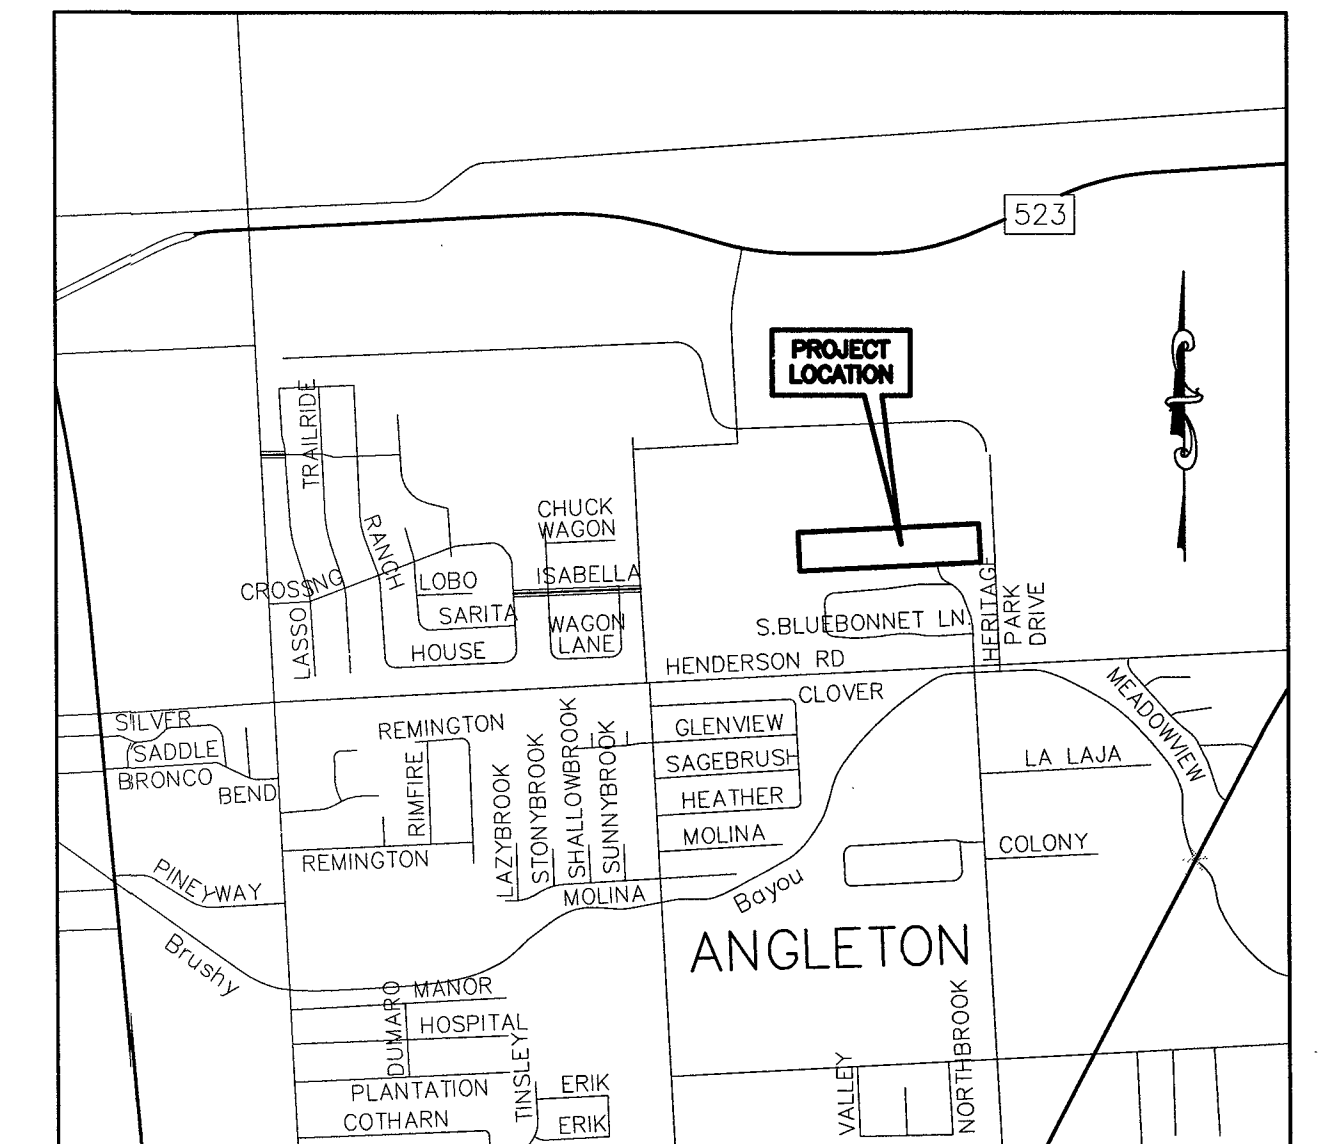 523
PROJECT
LOCATION
TRAILRIDE
RANCH
CHUCK
WAGON
CROSSNG
LOBO
ISABELLA
SARITA
WAGON
LANE
LASSO
HOUSE
S.BLUEBONNET LN.
HERITAGE
PARK
DRIVE
HENDERSON RD
CLOVER
MEADOWVIEW
SILVER
REMINGTON
GLENVIEW
SADDLE
SAGEBRUSH
LA LAJA
BRONCO
BEND
RIMFIRE
LAZYBROOK
STONYBROOK
SHALLOWBROOK
SUNNYBROOK
HEATHER
MOLINA
COLONY
REMINGTON
PINEYWAY
MOLINA
Bayou
Brushy
ANGLETON
MANOR
DUMARO
HOSPITAL
TINSLEY
PLANTATION
ERIK
COTHARN
ERIK
VALLEY
NORTHBROOK